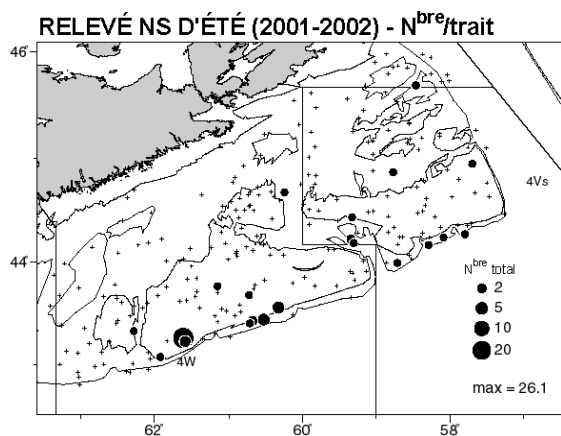 RELEVÉ NS D'ÉTÉ (2001-2002) - Nbre/trait
46°
4Vs
44
Nbre total
2
5
10
20
4W
max = 26.1
62° 60 58